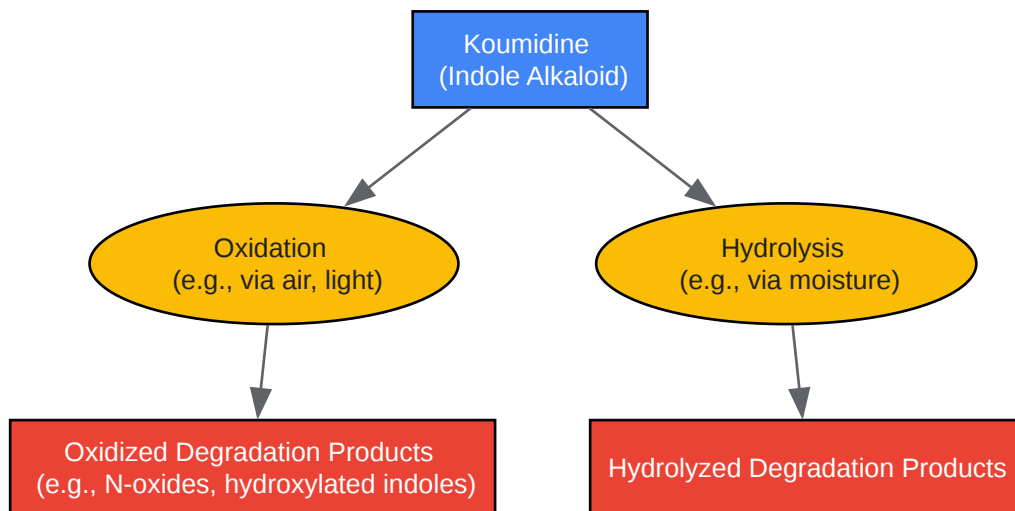 Koumidine
(Indole Alkaloid)
Oxidation
(e.g., via air, light)
Hydrolysis
(e.g., via moisture)
Oxidized Degradation Products
(e.g., N-oxides, hydroxylated indoles)
Hydrolyzed Degradation Products